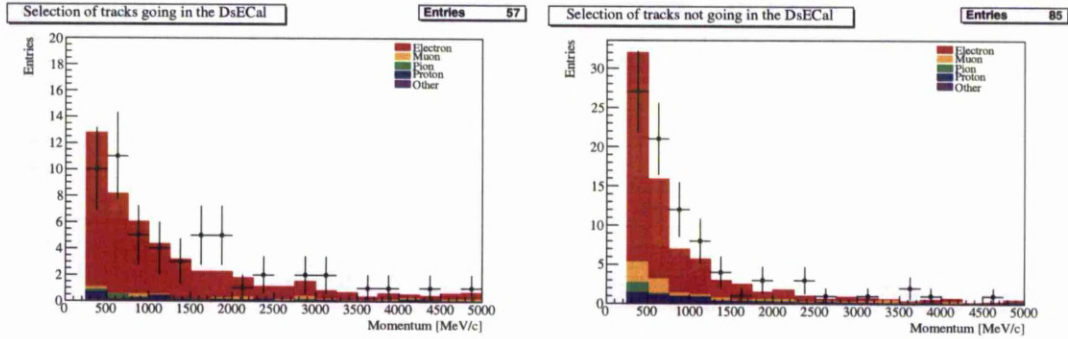 Selection of tracks going in the DsECal
Entries 57
Entries
20
18
16
14
12
10
8
6
4
2
0
Electron
Muon
Pion
Proton
Other
0 500 1000 1500 2000 2500 3000 3500 4000 4500 5000
Momentum [MeV/c]
Selection of tracks not going in the DsECal
Entries 85
Entries
30
25
20
15
10
5
0
Electron
Muon
Pion
Proton
Other
0 500 1000 1500 2000 2500 3000 3500 4000 4500 5000
Momentum [MeV/c]